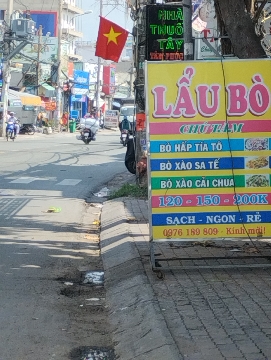 NHÀ
THUỐC
TÂY
LẨU BÒ
CHÚ TÁM
BÒ HẤP TÍA TÔ
BÒ XÀO SA TẾ
BÒ XÀO CẢI CHUA
120 - 150 - 200K
SẠCH - NGON - RẺ
0976 189 809 - Kính mời!